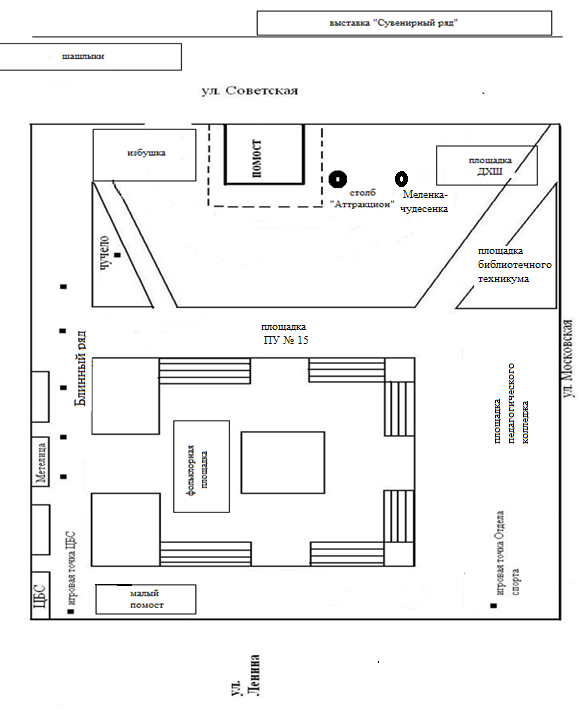 выставка "Сувенирный ряд"
шашлыки
ул. Советская
избушка
помост
столб
"Аттракцион"
Меленка-
чудесенка
площадка
ДХШ
чучело
площадка
библиотечного
техникума
площадка
ПУ № 15
Блинный ряд
ул. Московская
площадка
педагогического
колледжа
Метелица
фольклорная
площадка
ЦБС
игровая точка ЦБС
малый
помост
игровая точка Отдела
спорта
ул.
Ленина